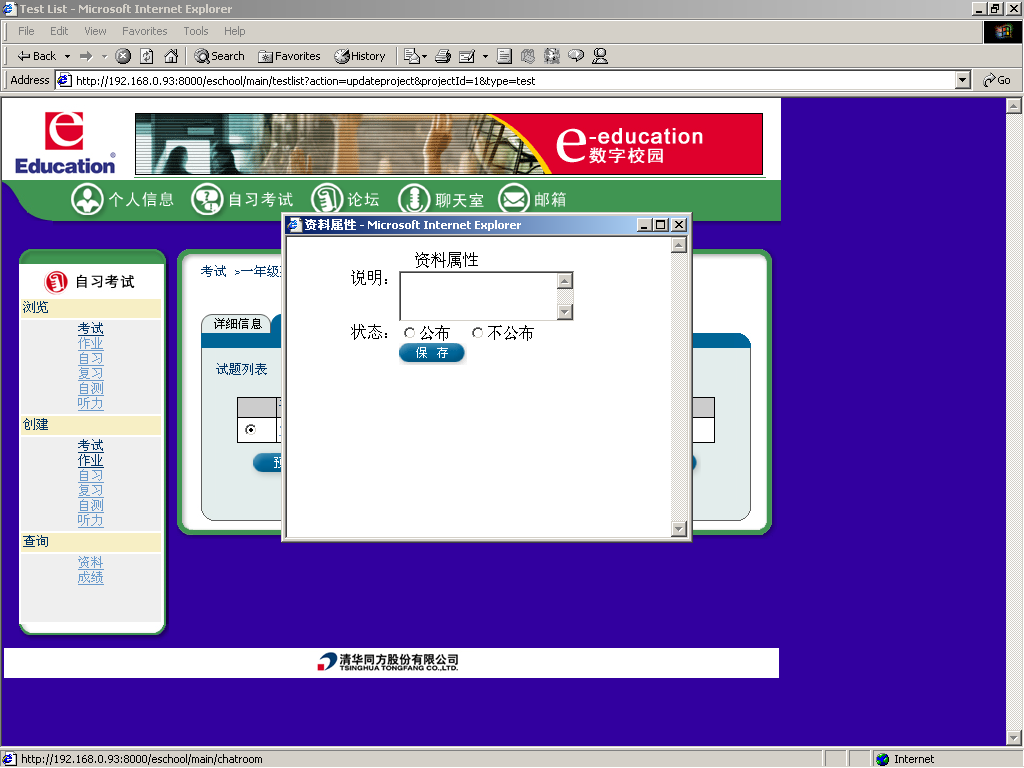 Test List - Microsoft Internet Explorer
File Edit View Favorites Tools Help
Back Search Favorites History
Address http://192.168.0.93:8000/eschool/main/testlist?action=updateproject&projectId=1&type=test Go
e Education®
e-education
数字校园
个人信息 自习考试 论坛 聊天室 邮箱
资料属性 - Microsoft Internet Explorer
资料属性
说明:
状态: 公布 不公布
保 存
自习考试
浏览
考试
作业
自习
复习
自测
听力
创建
考试
作业
自习
复习
自测
听力
查询
资料
成绩
考试 >一年级
详细信息
试题列表
清华同方股份有限公司
TSINGHUA TONGFANG CO.,LTD.
http://192.168.0.93:8000/eschool/main/chatroom Internet